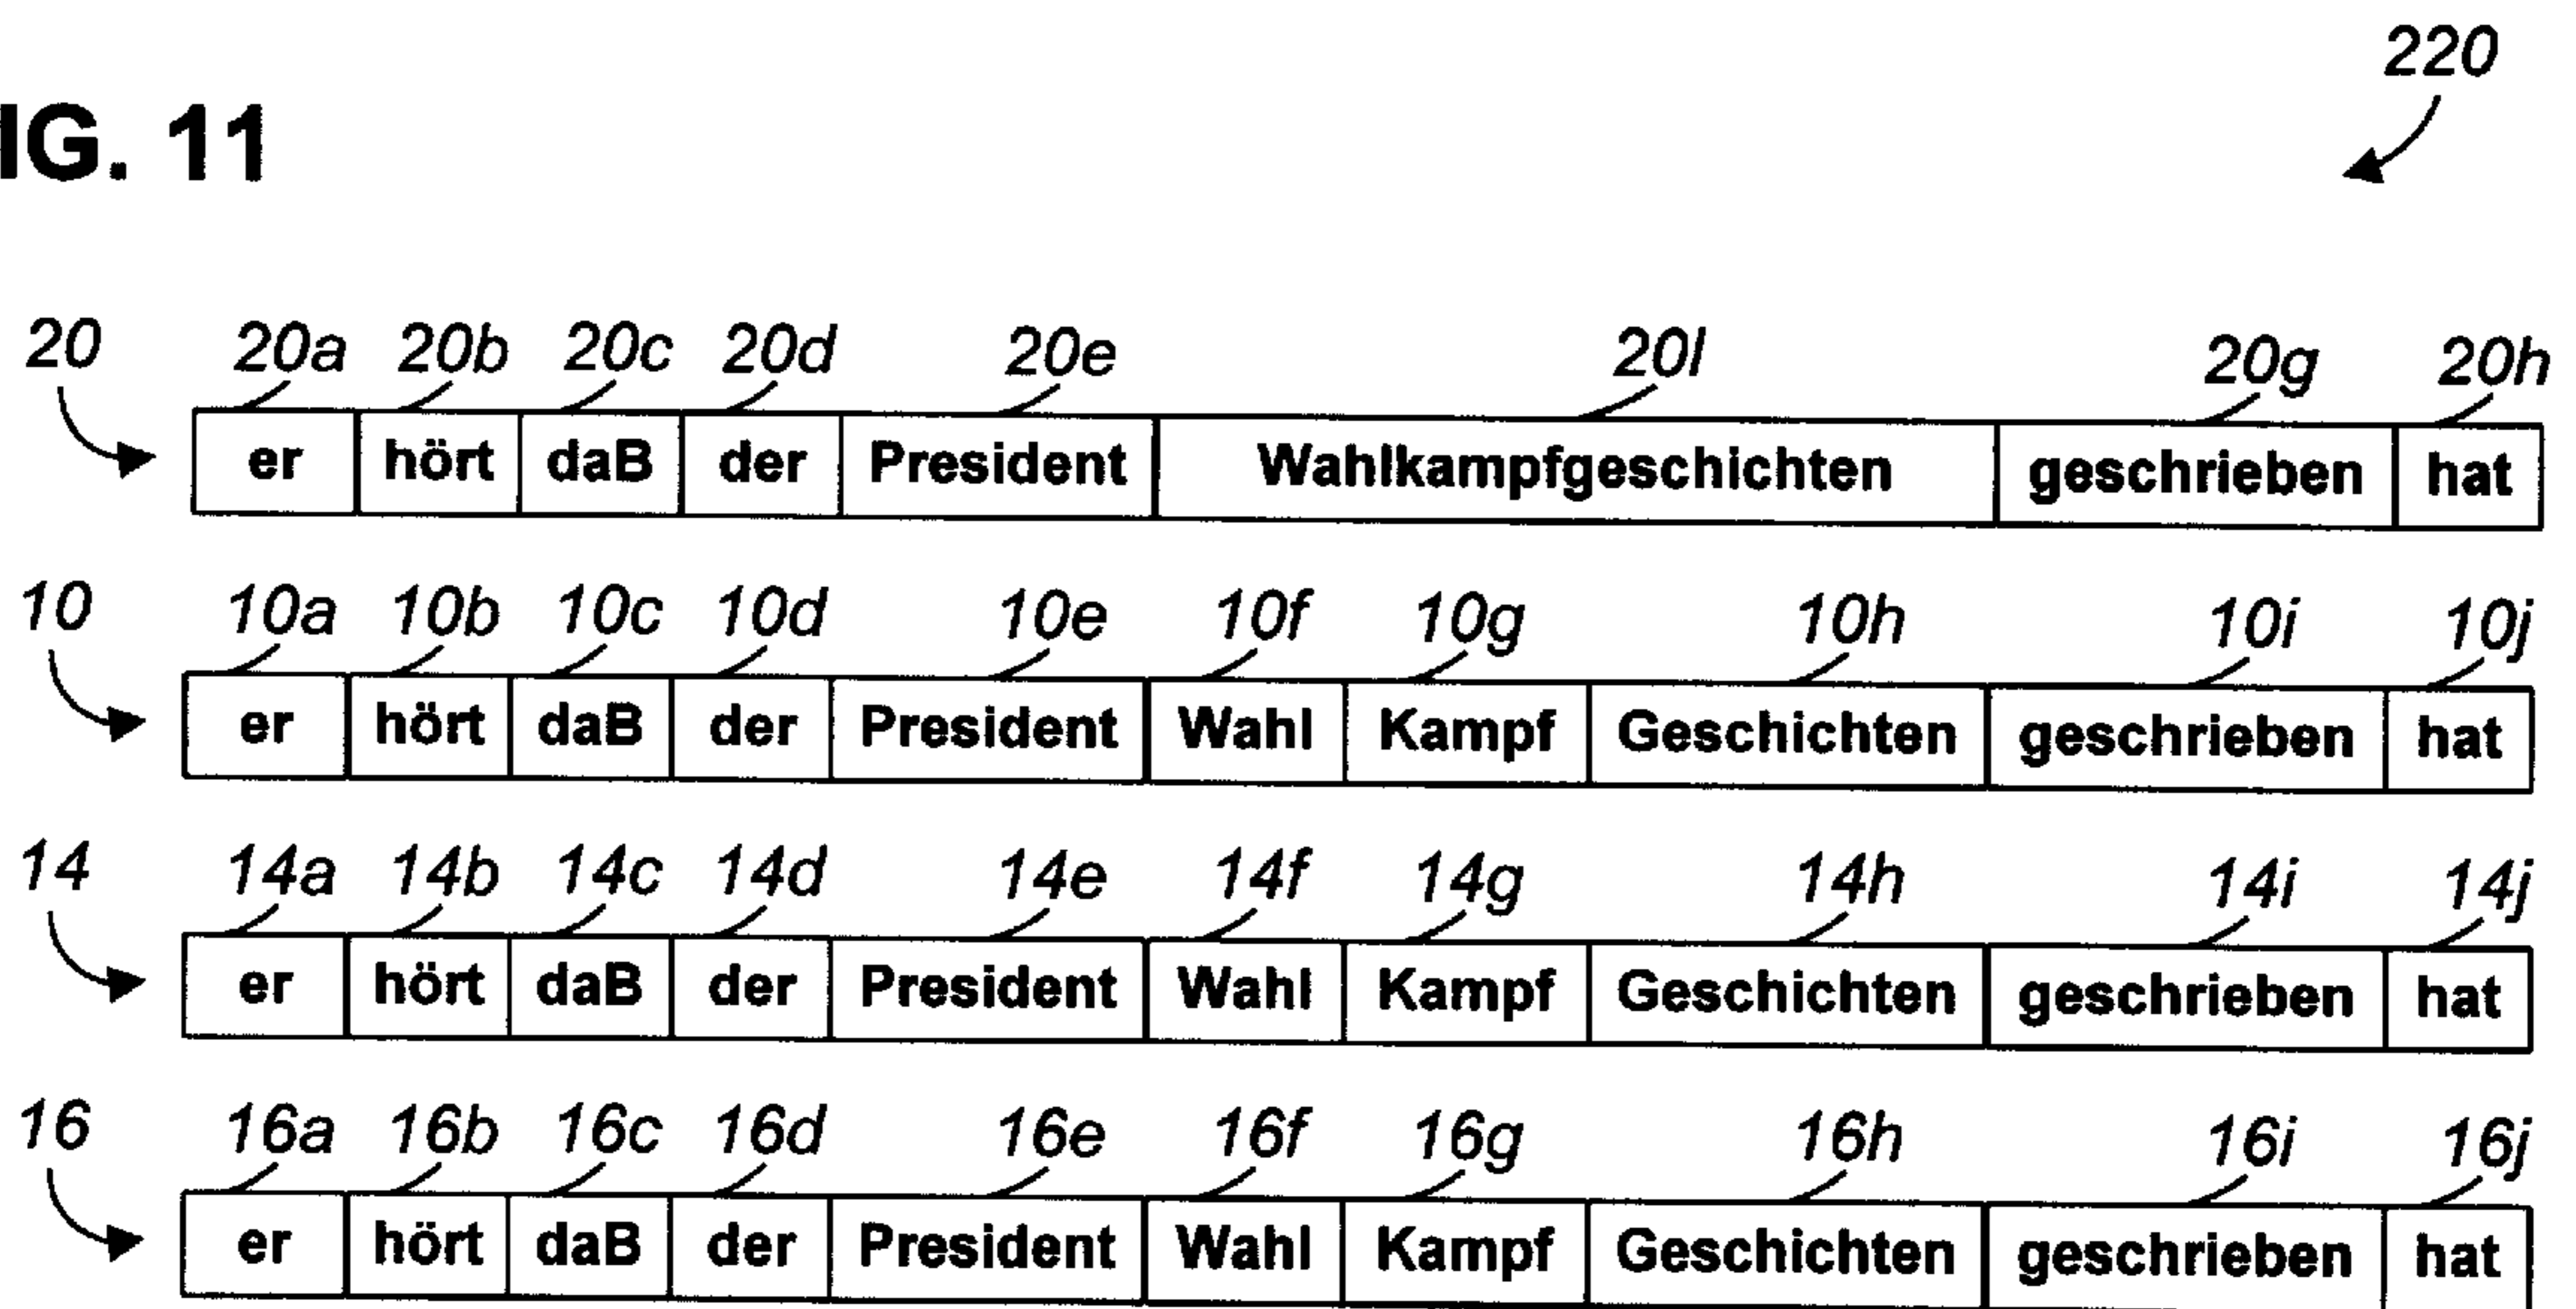 220
IG. 11
20 20a 20b 20c 20d 20e 20l 20g 20h
er hört daB der President Wahlkampfgeschichten geschrieben hat
10 10a 10b 10c 10d 10e 10f 10g 10h 10i 10j
er hört daB der President Wahl Kampf Geschichten geschrieben hat
14 14a 14b 14c 14d 14e 14f 14g 14h 14i 14j
er hört daB der President Wahl Kampf Geschichten geschrieben hat
16 16a 16b 16c 16d 16e 16f 16g 16h 16i 16j
er hört daB der President Wahl Kampf Geschichten geschrieben hat